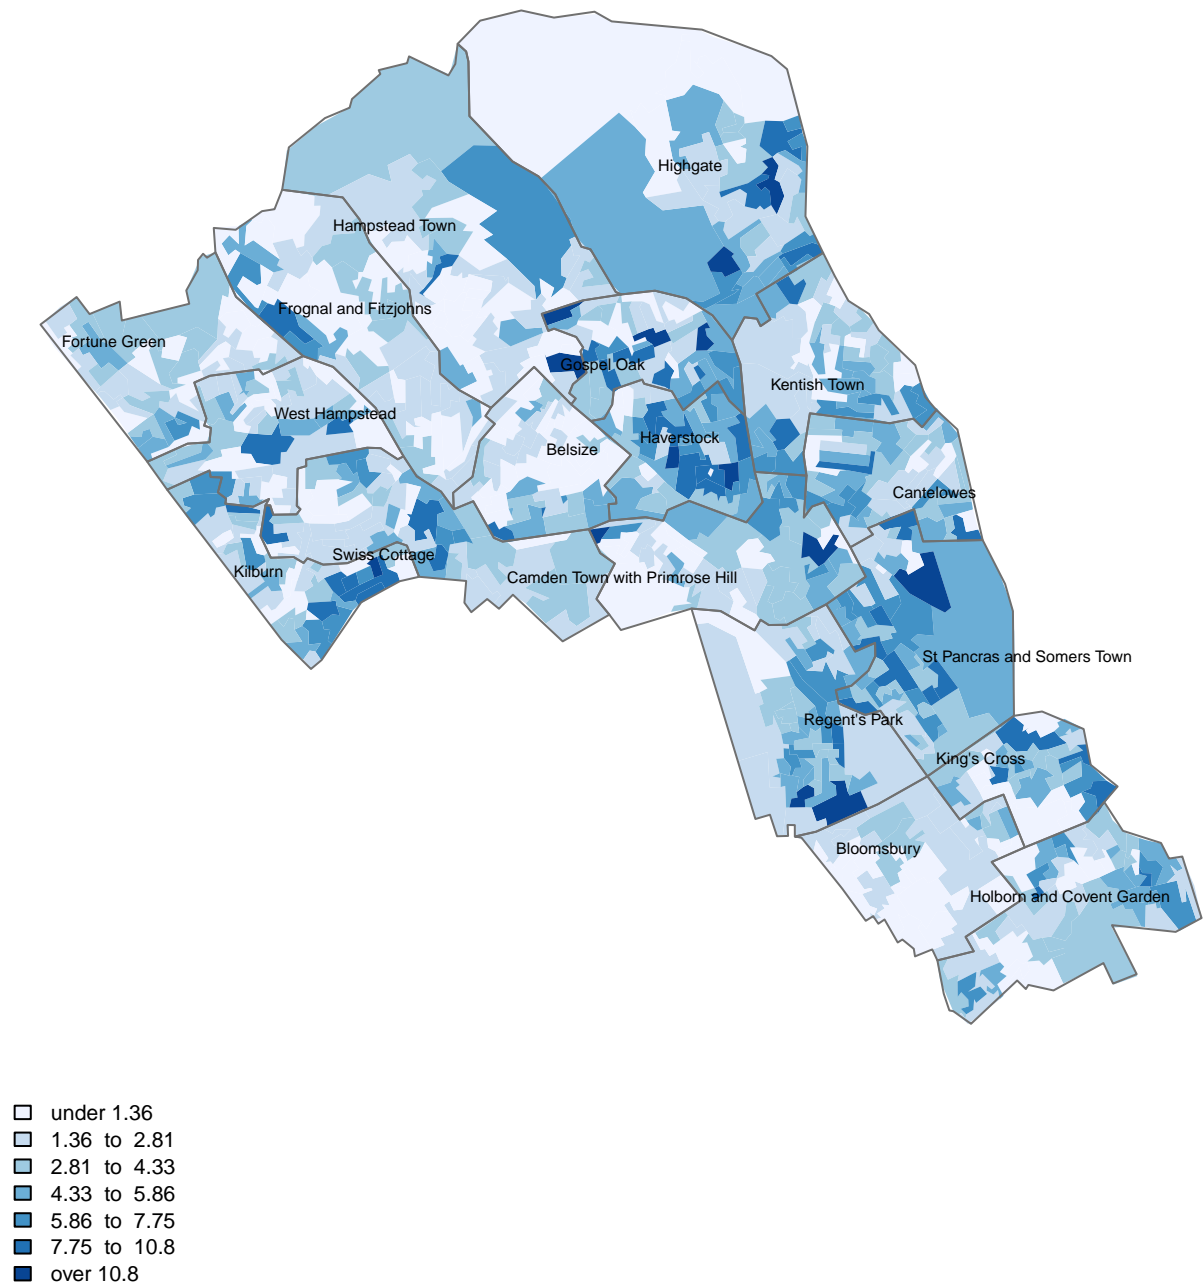 Highgate
Hampstead Town
Frognal and Fitzjohns
Fortune Green
Gospel Oak
Kentish Town
West Hampstead
Haverstock
Belsize
Cantelowes
Swiss Cottage
Kilburn
Camden Town with Primrose Hill
St Pancras and Somers Town
Regent's Park
King's Cross
Bloomsbury
Holborn and Covent Garden
under 1.36
1.36 to 2.81
2.81 to 4.33
4.33 to 5.86
5.86 to 7.75
7.75 to 10.8
over 10.8